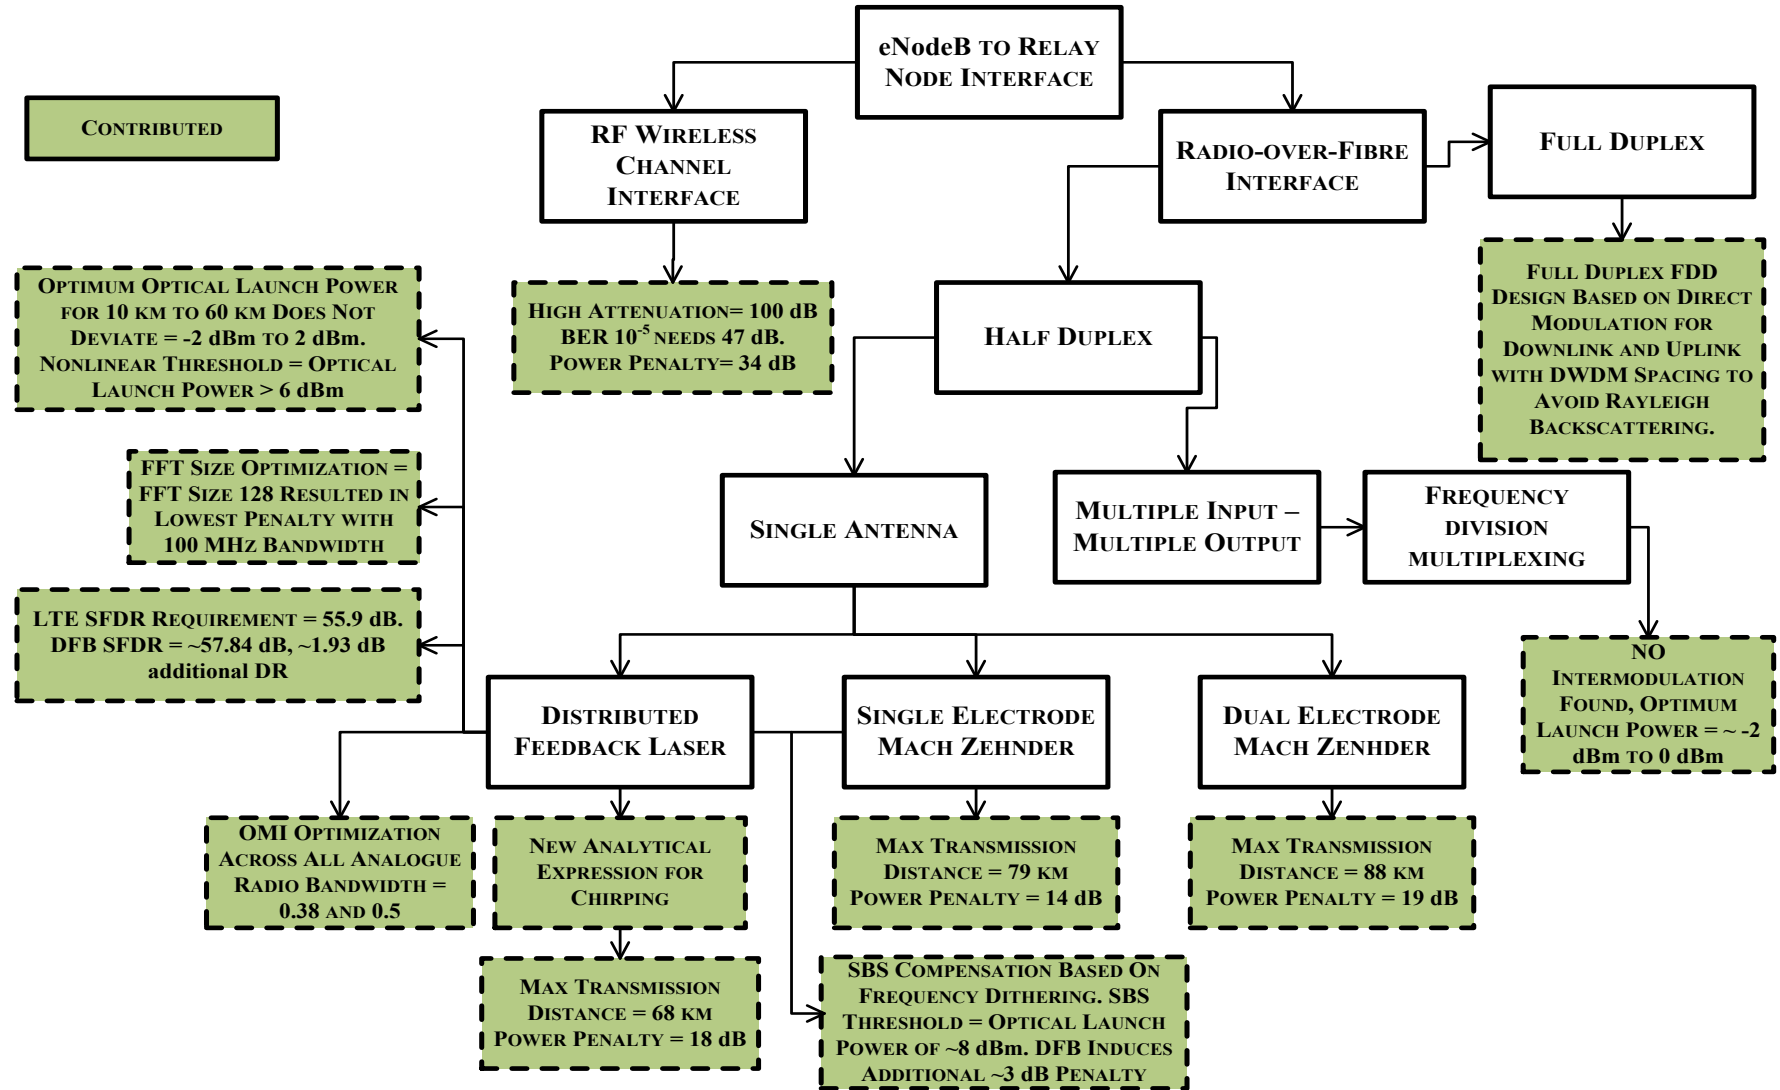 eNodeB to Relay
Node Interface
Contributed
RF Wireless
Channel
Interface
Radio-over-Fibre
Interface
Full Duplex
Optimum Optical Launch Power
for 10 km to 60 km Does Not
Deviate = -2 dBm to 2 dBm.
Nonlinear Threshold = Optical
Launch Power > 6 dBm
High Attenuation= 100 dB
BER 10-5 needs 47 dB.
Power Penalty= 34 dB
Half Duplex
Full Duplex FDD
Design Based on Direct
Modulation for
Downlink and Uplink
with DWDM Spacing to
Avoid Rayleigh
Backscattering.
FFT Size Optimization =
FFT Size 128 Resulted in
Lowest Penalty with
100 MHz Bandwidth
Single Antenna
Multiple Input –
Multiple Output
Frequency
division
multiplexing
LTE SFDR Requirement = 55.9 dB.
DFB SFDR = ~57.84 dB, ~1.93 dB
additional DR
NO
Intermodulation
Found, Optimum
Launch Power = ~ -2
dBm to 0 dBm
Distributed
Feedback Laser
Single Electrode
Mach Zehnder
Dual Electrode
Mach Zenhder
OMI Optimization
Across All Analogue
Radio Bandwidth =
0.38 and 0.5
New Analytical
Expression for
Chirping
Max Transmission
Distance = 79 km
Power Penalty = 14 dB
Max Transmission
Distance = 88 km
Power Penalty = 19 dB
Max Transmission
Distance = 68 km
Power Penalty = 18 dB
SBS Compensation Based On
Frequency Dithering. SBS
Threshold = Optical Launch
Power of ~8 dBm. DFB Induces
Additional ~3 dB Penalty